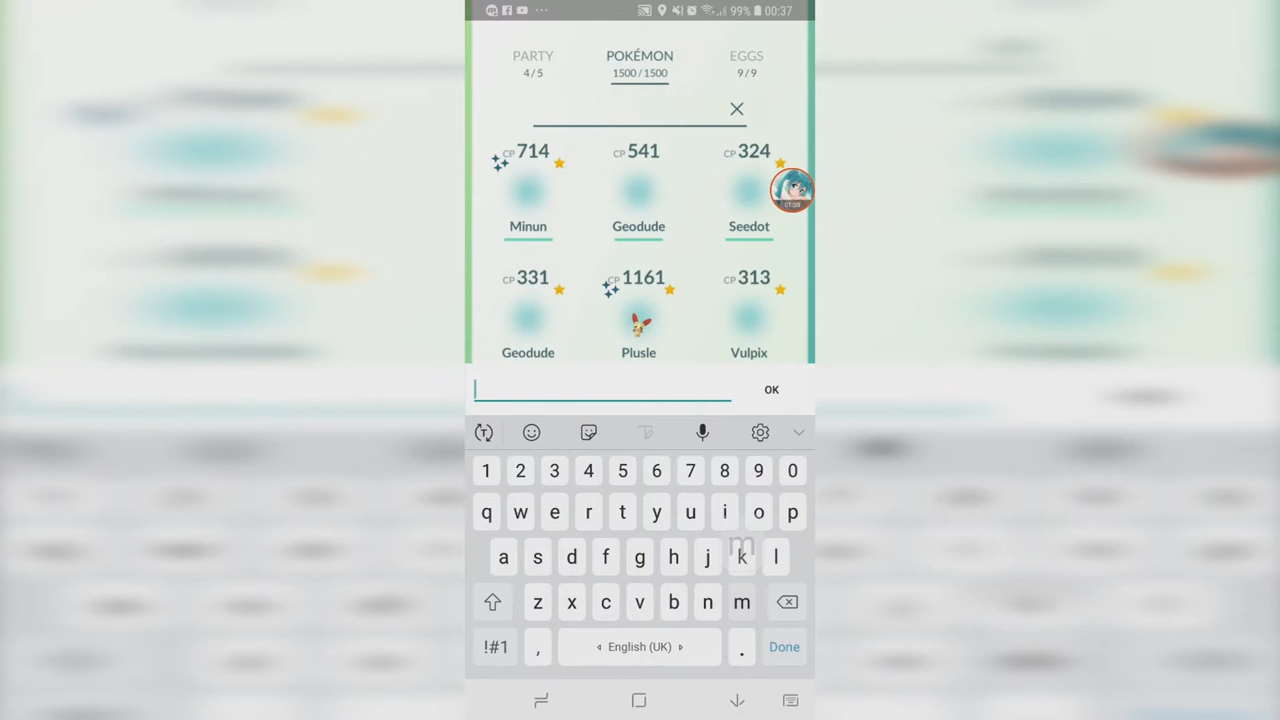 99% 00:37
PARTY POKÉMON EGGS
4/5 1500/1500 9/9
CP 714 CP 541 CP 324
Minun Geodude Seedot
CP 331 CP 1161 CP 313
Geodude Plusle Vulpix
OK
1 2 3 4 5 6 7 8 9 0
q w e r t y u i o p
a s d f g h j k l
m
z x c v b n m
!#1 , English (UK) . Done